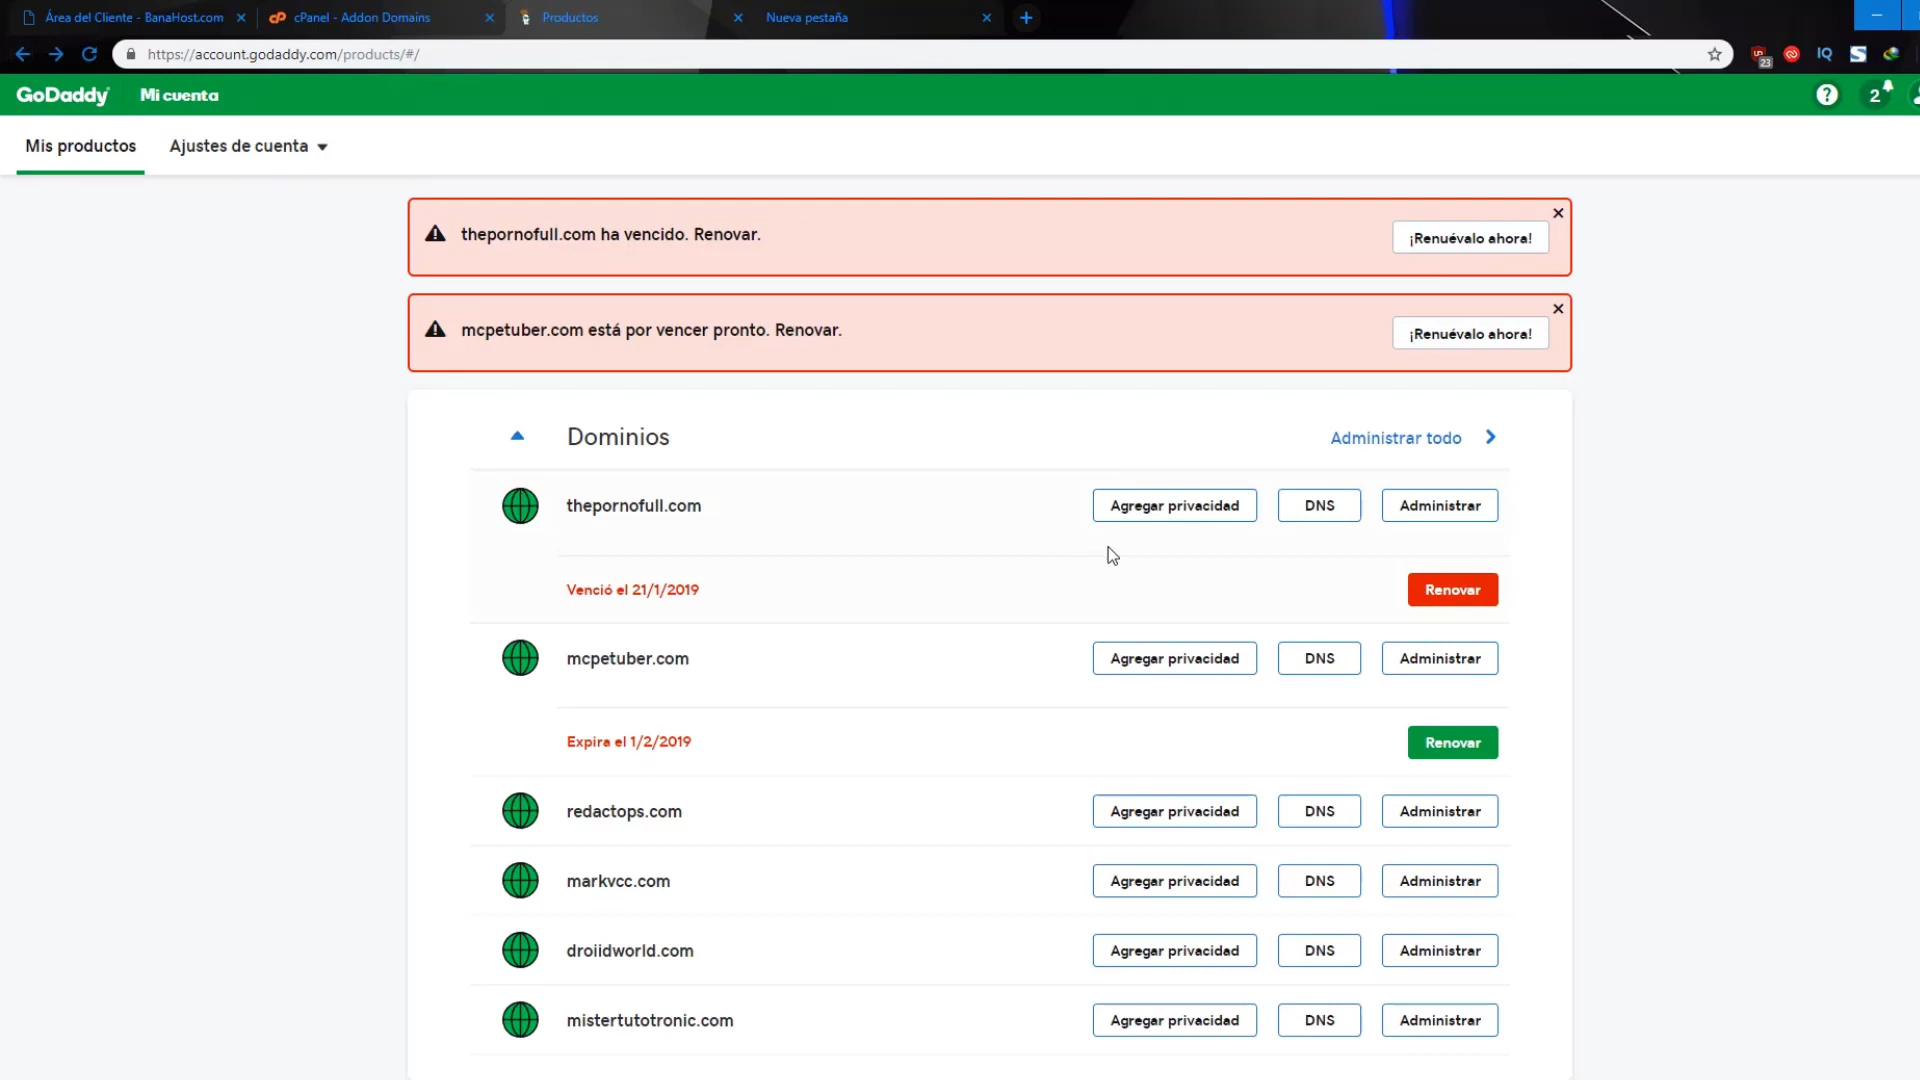 Área del Cliente - BanaHost.com
cPanel - Addon Domains
Productos
Nueva pestaña
https://account.godaddy.com/products/#/
23
IQ
GoDaddy
Mi cuenta
?
2
Mis productos
Ajustes de cuenta
thepornofull.com ha vencido. Renovar.
¡Renuévalo ahora!
mcpetuber.com está por vencer pronto. Renovar.
¡Renuévalo ahora!
Dominios
Administrar todo
thepornofull.com
Agregar privacidad
DNS
Administrar
Venció el 21/1/2019
Renovar
mcpetuber.com
Agregar privacidad
DNS
Administrar
Expira el 1/2/2019
Renovar
redactops.com
Agregar privacidad
DNS
Administrar
markvcc.com
Agregar privacidad
DNS
Administrar
droiidworld.com
Agregar privacidad
DNS
Administrar
mistertutotronic.com
Agregar privacidad
DNS
Administrar